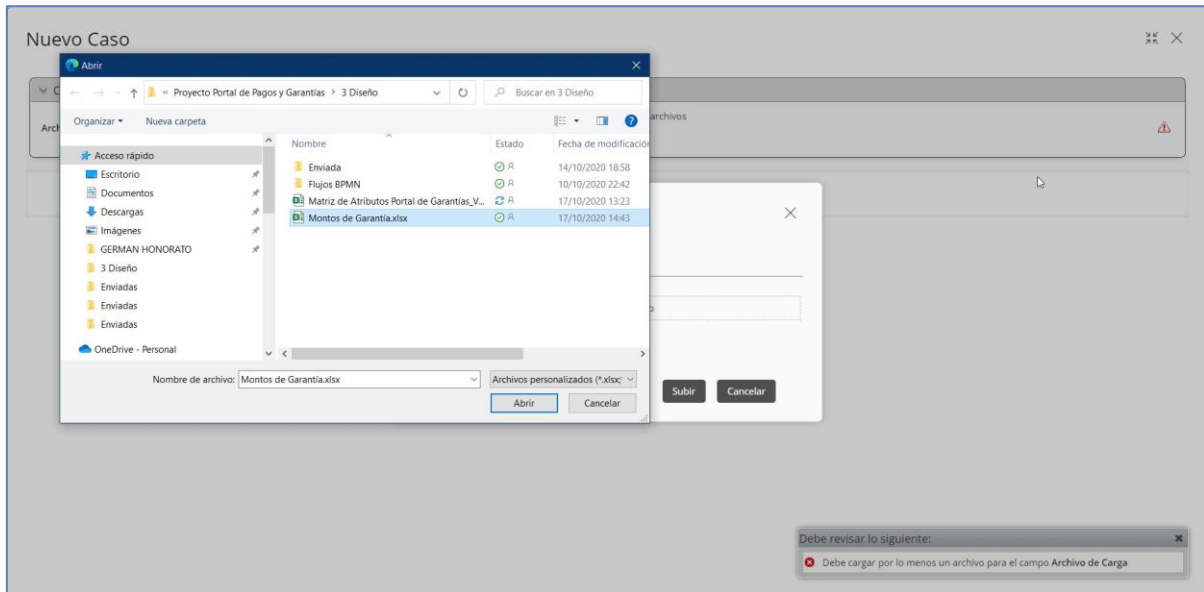 Nuevo Caso
Abrir
« Proyecto Portal de Pagos y Garantías > 3 Diseño
Buscar en 3 Diseño
Organizar
Nueva carpeta
archivos
Arch
Nombre Estado Fecha de modificación
Acceso rápido
Escritorio
Documentos
Descargas
Imágenes
GERMAN HONORATO
3 Diseño
Enviadas
Enviadas
Enviadas
OneDrive - Personal
Enviada 14/10/2020 18:58
Flujos BPMN 10/10/2020 22:42
Matriz de Atributos Portal de Garantías_V... 17/10/2020 13:23
Montos de Garantía.xlsx 17/10/2020 14:43
Nombre de archivo: Montos de Garantía.xlsx
Archivos personalizados (*.xlsx;
Abrir Cancelar
Subir Cancelar
Debe revisar lo siguiente:
Debe cargar por lo menos un archivo para el campo Archivo de Carga